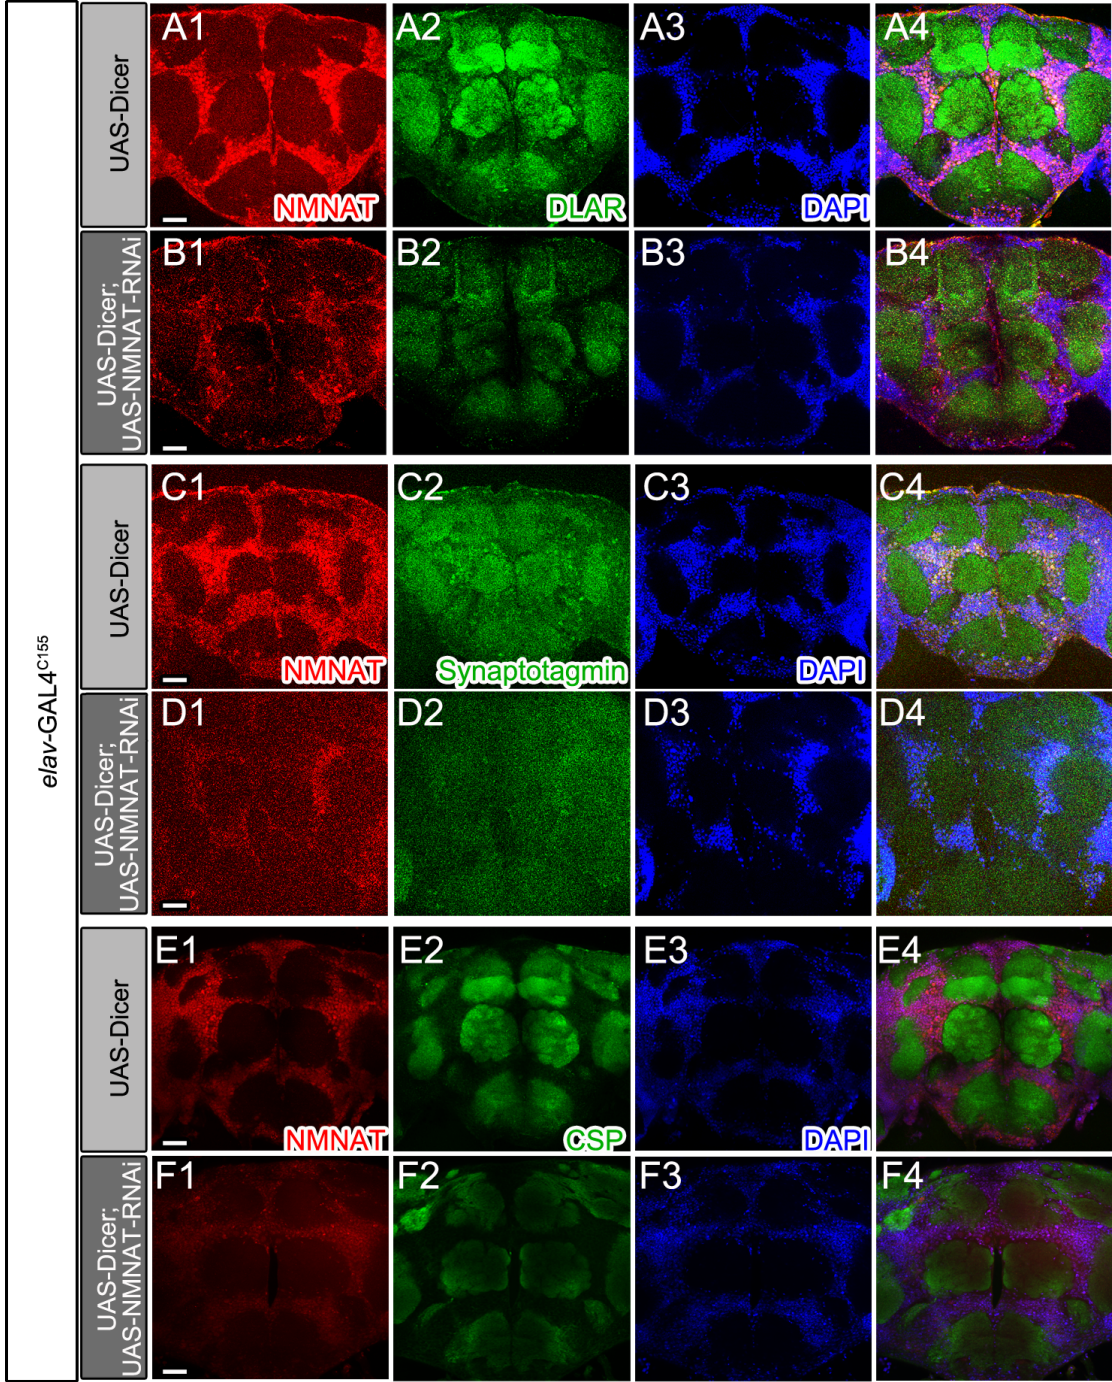 elav-GAL4C155
UAS-Dicer
A1
NMNAT
A2
DLAR
A3
DAPI
A4
UAS-Dicer;
UAS-NMNAT-RNAi
B1
B2
B3
B4
UAS-Dicer
C1
NMNAT
C2
Synaptotagmin
C3
DAPI
C4
UAS-Dicer;
UAS-NMNAT-RNAi
D1
D2
D3
D4
UAS-Dicer
E1
NMNAT
E2
CSP
E3
DAPI
E4
UAS-Dicer;
UAS-NMNAT-RNAi
F1
F2
F3
F4